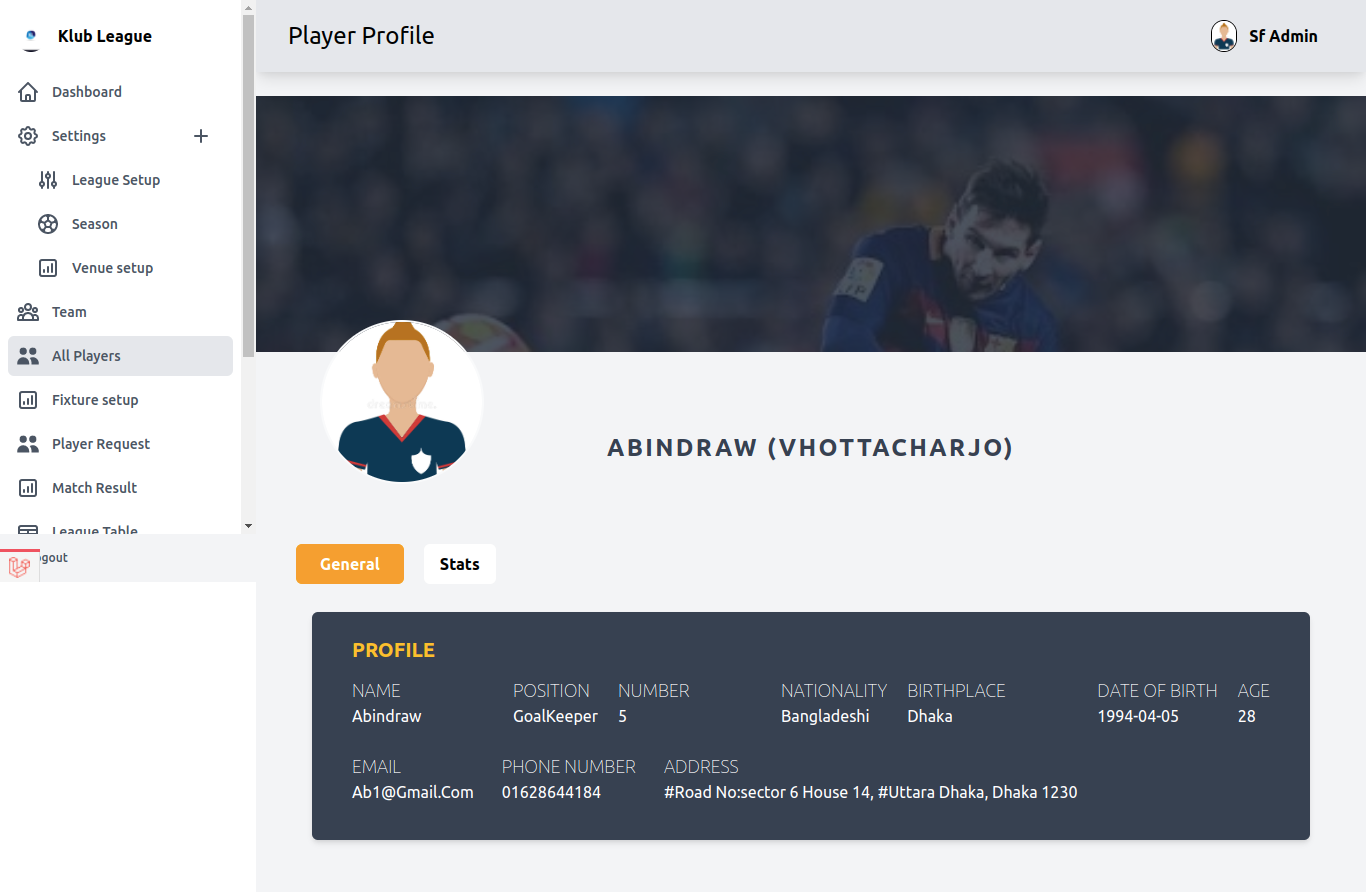 Klub League
Player Profile
Sf Admin
Dashboard
Settings
League Setup
Season
Venue setup
Team
All Players
Fixture setup
Player Request
Match Result
League Table
ogout
ABINDRAW (VHOTTACHARJO)
General
Stats
PROFILE
NAME POSITION NUMBER NATIONALITY BIRTHPLACE DATE OF BIRTH AGE
Abindraw GoalKeeper 5 Bangladeshi Dhaka 1994-04-05 28
EMAIL PHONE NUMBER ADDRESS
Ab1@Gmail.Com 01628644184 #Road No:sector 6 House 14, #Uttara Dhaka, Dhaka 1230